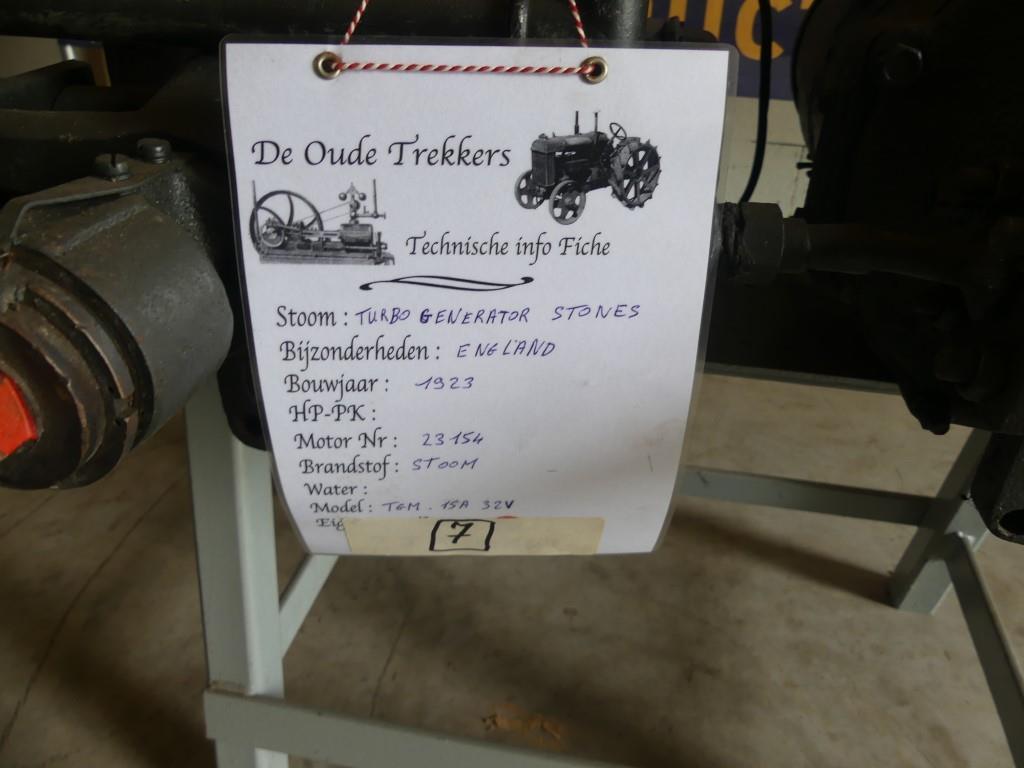 UCT
De Oude Trekkers
Technische info Fiche
Stoom : TURBO GENERATOR STONES
Bijzonderheden : ENGLAND
Bouwjaar : 1923
HP-PK :
Motor Nr : 23154
Brandstof : STOOM
Water :
Model : TGM . 15A 32V
7